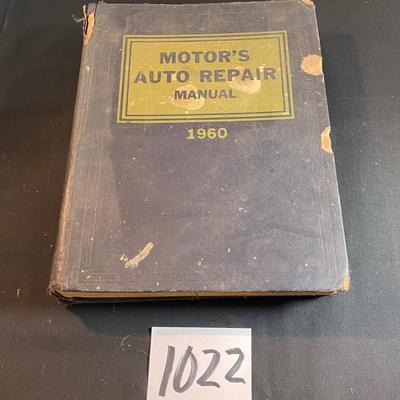 MOTOR'S
AUTO REPAIR
MANUAL
1960
1022